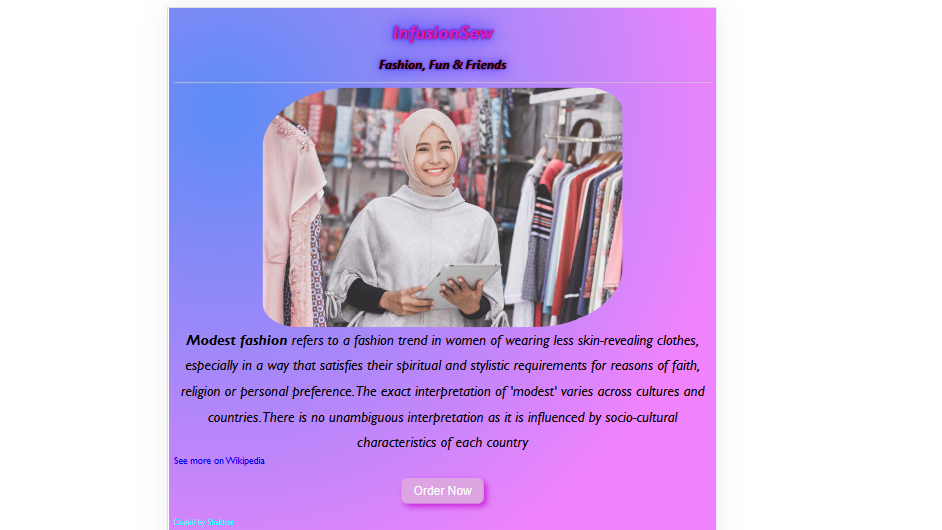 InfusionSew
Fashion, Fun & Friends
Modest fashion refers to a fashion trend in women of wearing less skin-revealing clothes,
especially in a way that satisfies their spiritual and stylistic requirements for reasons of faith,
religion or personal preference.The exact interpretation of 'modest' varies across cultures and
countries.There is no unambiguous interpretation as it is influenced by socio-cultural
characteristics of each country
See more on Wikipedia
Order Now
Coded by